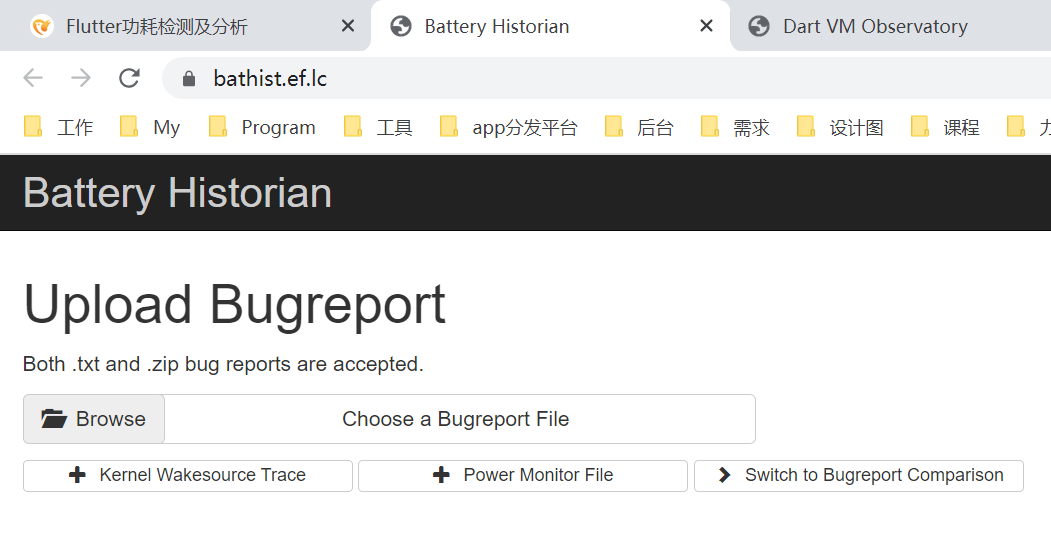 Flutter功耗检测及分析 Battery Historian Dart VM Observatory
bathist.ef.lc
工作 My Program 工具 app分发平台 后台 需求 设计图 课程
Battery Historian
Upload Bugreport
Both .txt and .zip bug reports are accepted.
Browse Choose a Bugreport File
Kernel Wakesource Trace Power Monitor File Switch to Bugreport Comparison